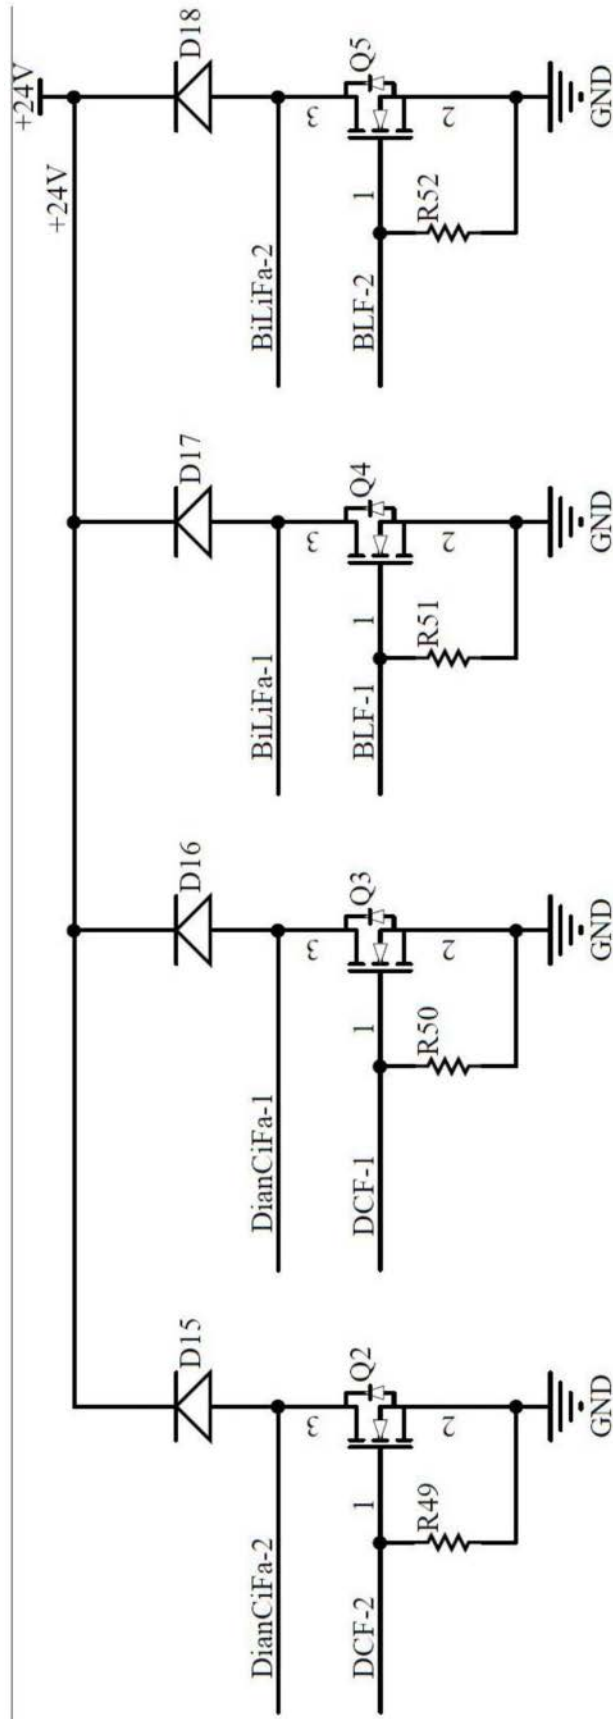 +24V
+24V
D15
D16
D17
D18
DianCiFa-2
DianCiFa-1
BiLiFa-1
BiLiFa-2
3
Q2
3
Q3
3
Q4
3
Q5
DCF-2
1
DCF-1
1
BLF-1
1
BLF-2
1
R49
2
R50
2
R51
2
R52
2
GND
GND
GND
GND